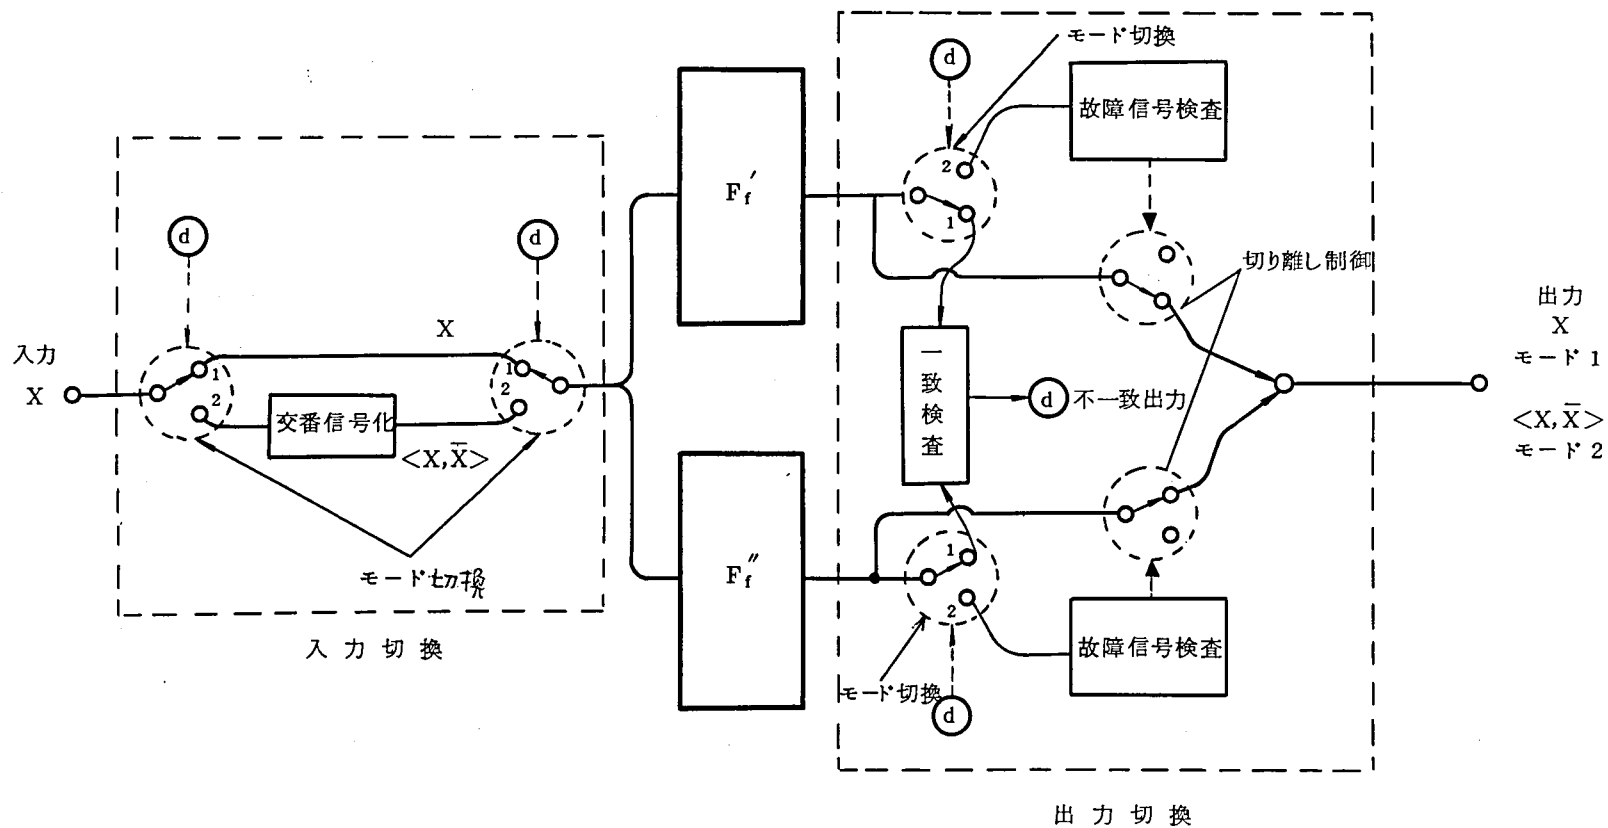 入力
X
d
d
1
2
X
1
2
交番信号化
<X, X̄>
モード切換
入力切換
Ff′
Ff″
d
モード切換
2
1
故障信号検査
切り離し制御
一致検査
d
不一致出力
1
2
モード切換
d
故障信号検査
出力切換
出力
X
モード1
<X, X̄>
モード2